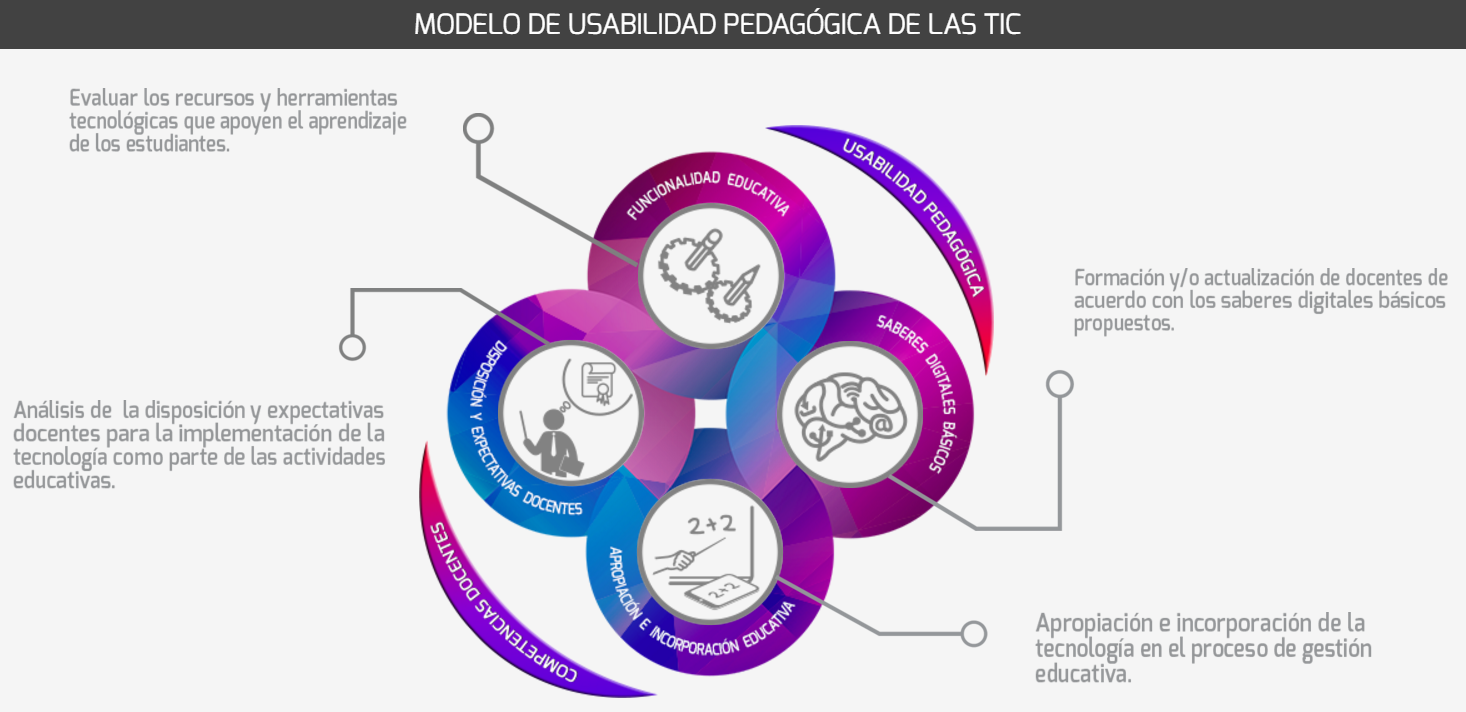 MODELO DE USABILIDAD PEDAGÓGICA DE LAS TIC
Evaluar los recursos y herramientas
tecnológicas que apoyen el aprendizaje
de los estudiantes.
USABILIDAD PEDAGÓGICA
FUNCIONALIDAD EDUCATIVA
Formación y/o actualización de docentes de
acuerdo con los saberes digitales básicos
propuestos.
SABERES DIGITALES BÁSICOS
DISPOSICIÓN Y EXPECTATIVAS DOCENTES
Análisis de la disposición y expectativas
docentes para la implementación de la
tecnología como parte de las actividades
educativas.
2+2
2+2
APROPIACIÓN E INCORPORACIÓN EDUCATIVA
COMPETENCIAS DOCENTES
Apropiación e incorporación de la
tecnología en el proceso de gestión
educativa.